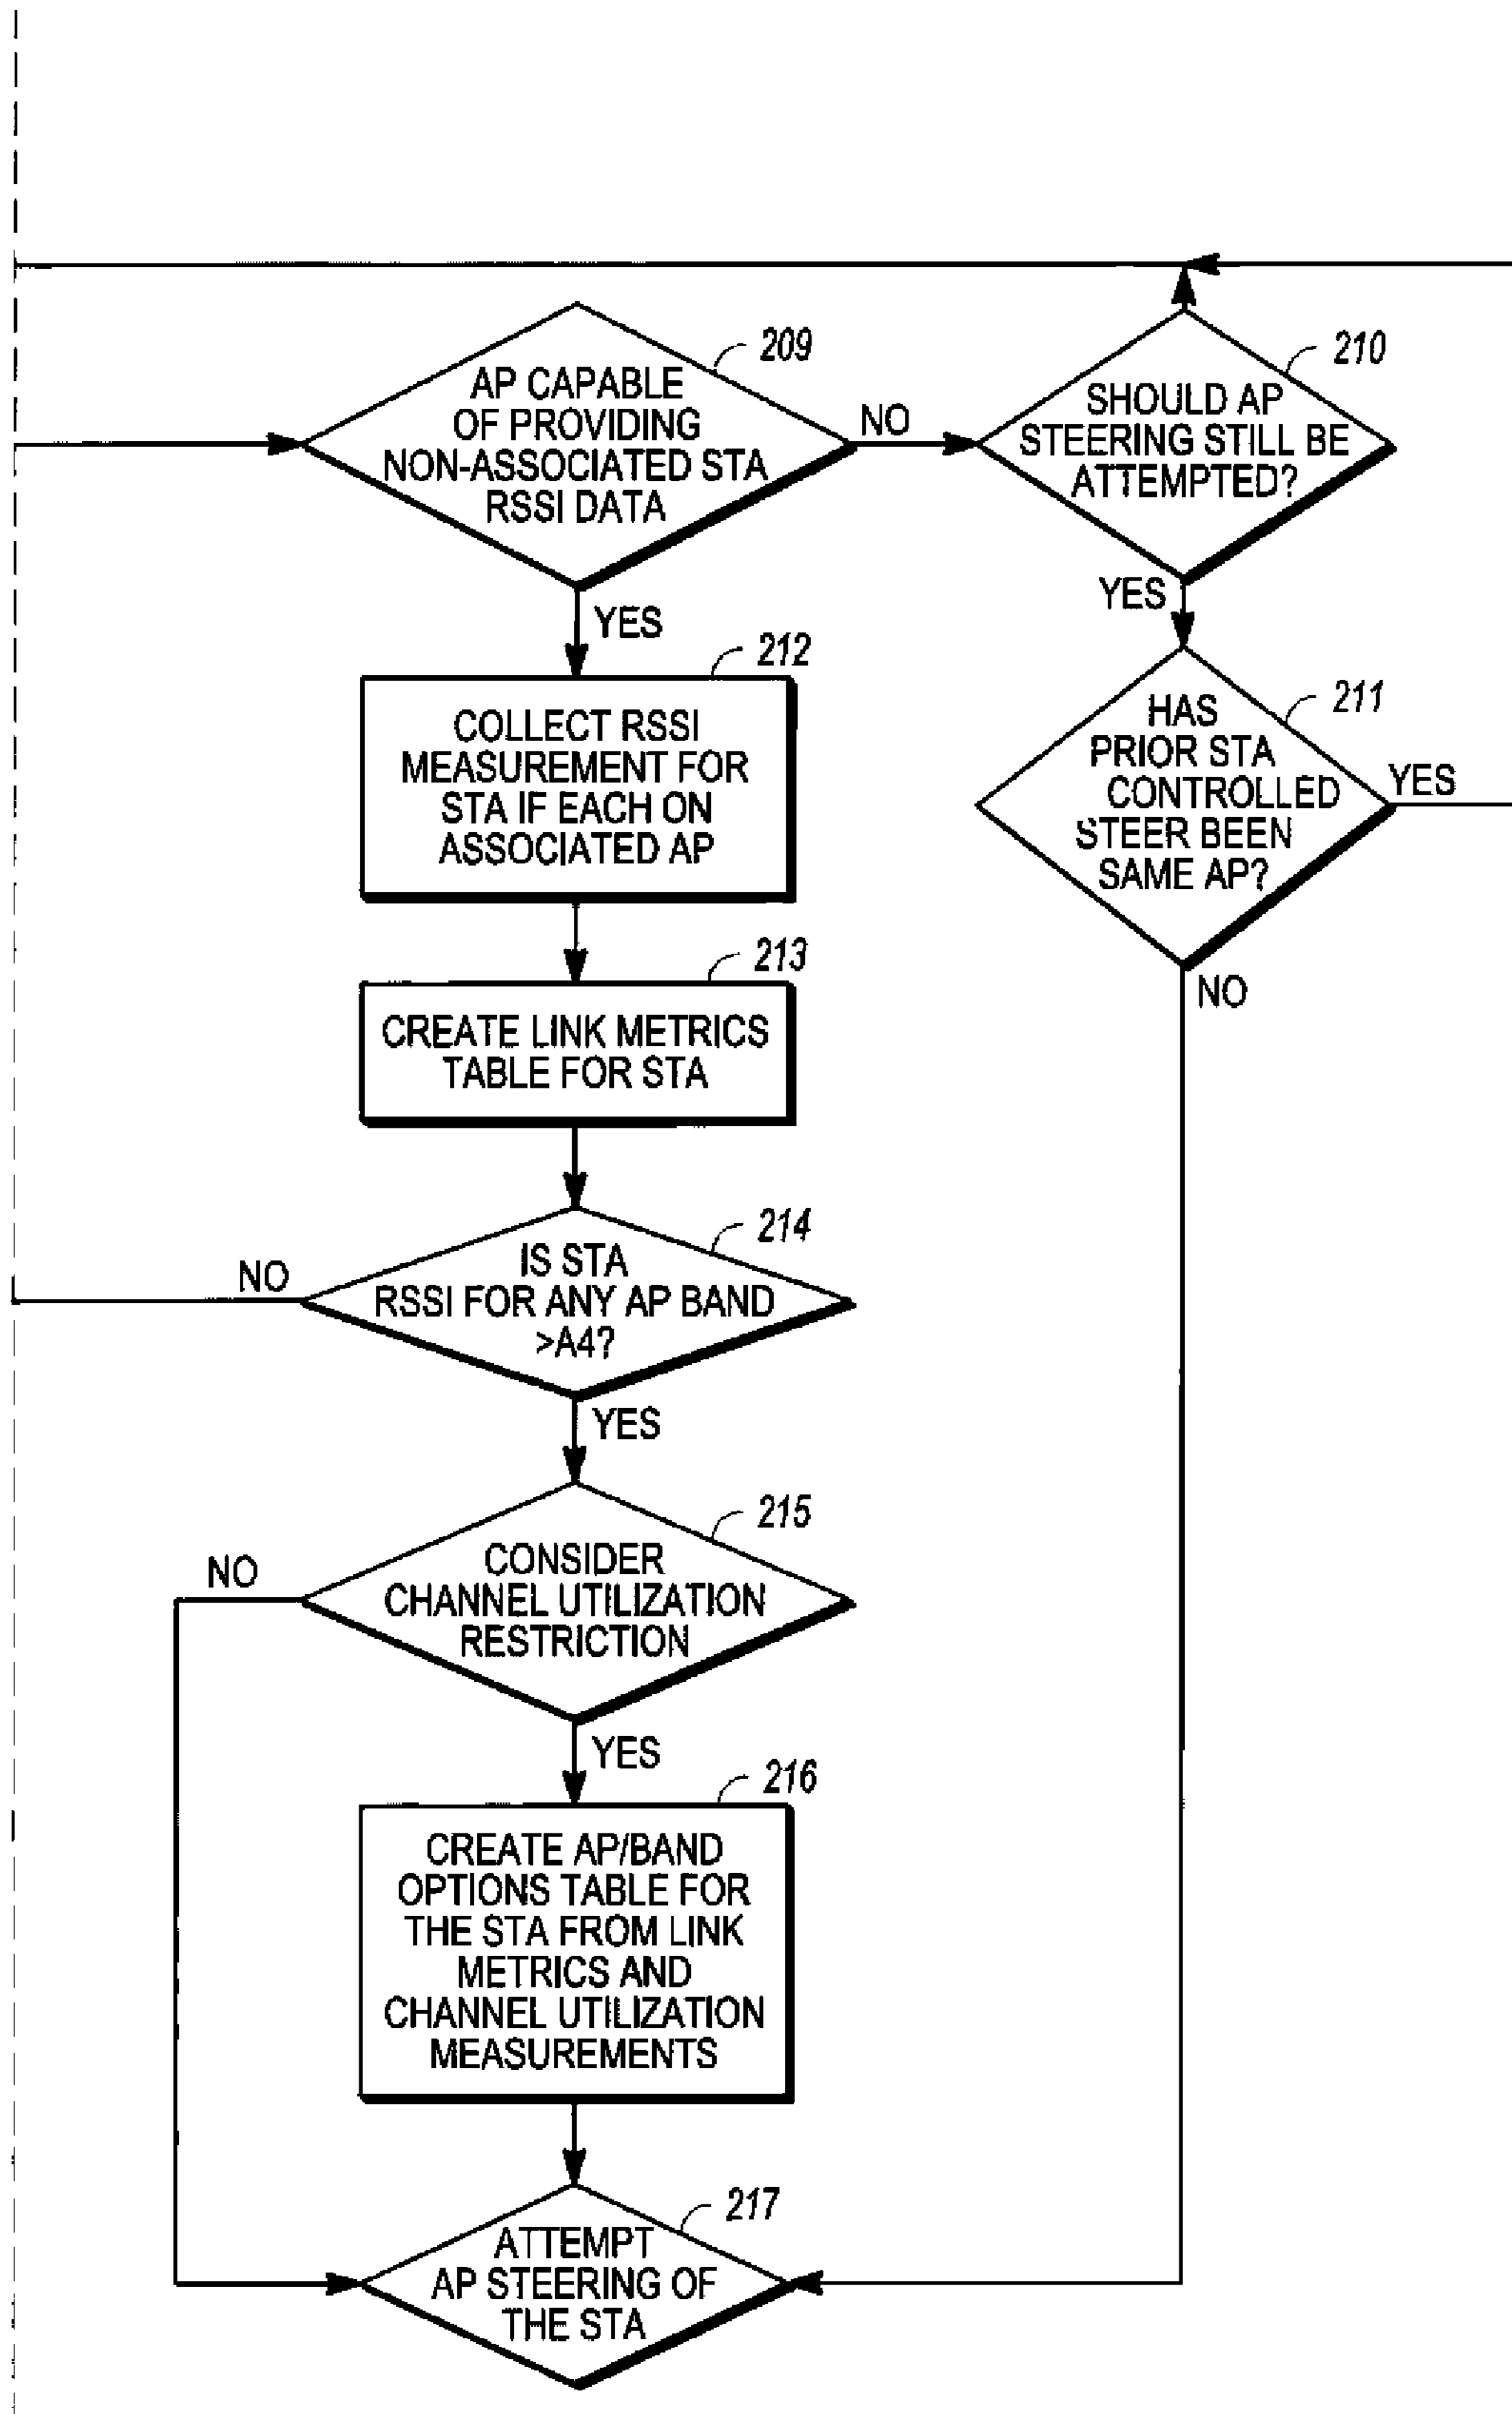 209
AP CAPABLE
OF PROVIDING
NON-ASSOCIATED STA
RSSI DATA
NO
210
SHOULD AP
STEERING STILL BE
ATTEMPTED?
YES
YES
212
COLLECT RSSI
MEASUREMENT FOR
STA IF EACH ON
ASSOCIATED AP
211
HAS
PRIOR STA
CONTROLLED
STEER BEEN
SAME AP?
YES
NO
213
CREATE LINK METRICS
TABLE FOR STA
214
IS STA
RSSI FOR ANY AP BAND
>A4?
NO
YES
215
CONSIDER
CHANNEL UTILIZATION
RESTRICTION
NO
YES
216
CREATE AP/BAND
OPTIONS TABLE FOR
THE STA FROM LINK
METRICS AND
CHANNEL UTILIZATION
MEASUREMENTS
217
ATTEMPT
AP STEERING OF
THE STA